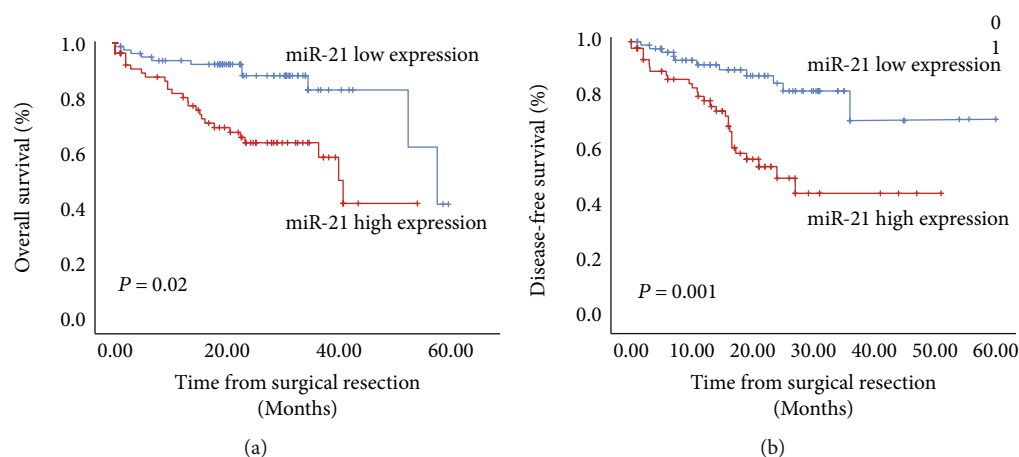 Overall survival (%)
1.0
0.8
0.6
0.4
0.2
0.0
miR-21 low expression
miR-21 high expression
P = 0.02
0.00 20.00 40.00 60.00
Time from surgical resection
(Months)
(a)
Disease-free survival (%)
1.0
0.8
0.6
0.4
0.2
0.0
0
1
miR-21 low expression
miR-21 high expression
P = 0.001
0.00 10.00 20.00 30.00 40.00 50.00 60.00
Time from surgical resection
(Months)
(b)